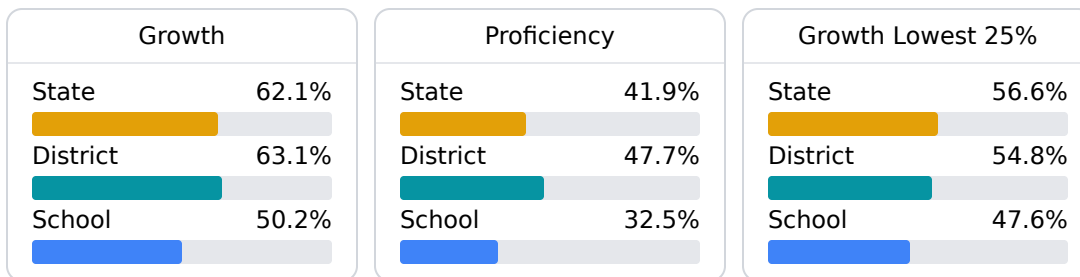 Growth
State 62.1%
District 63.1%
School 50.2%
Proficiency
State 41.9%
District 47.7%
School 32.5%
Growth Lowest 25%
State 56.6%
District 54.8%
School 47.6%